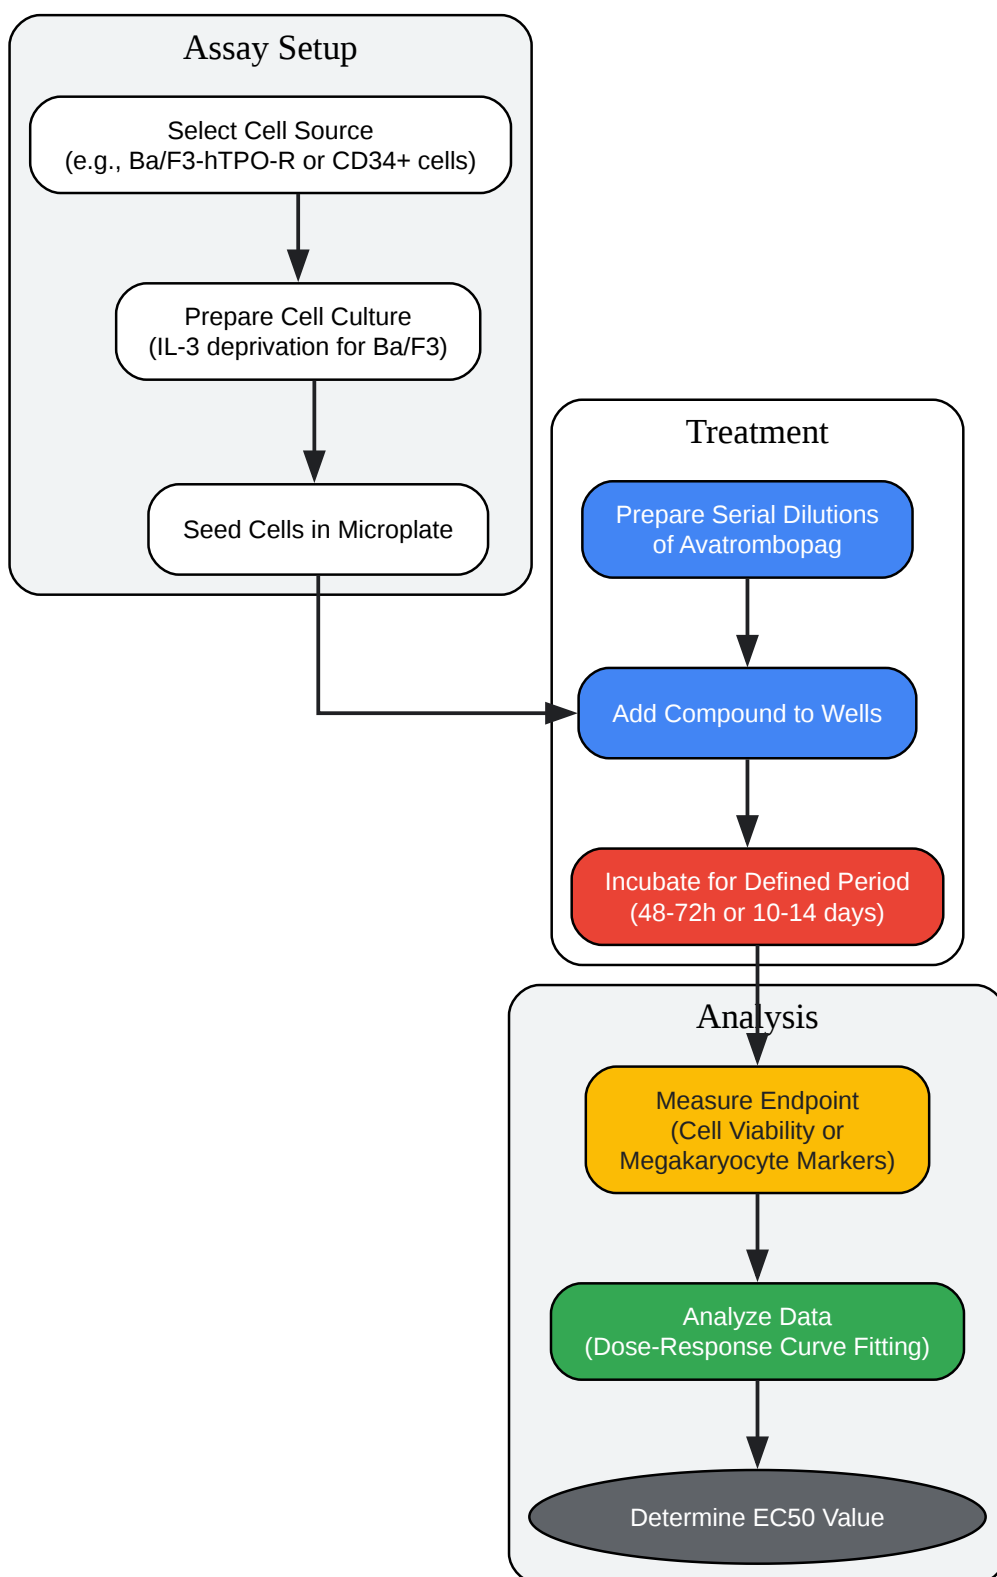 Assay Setup
Select Cell Source
(e.g., Ba/F3-hTPO-R or CD34+ cells)
Prepare Cell Culture
(IL-3 deprivation for Ba/F3)
Seed Cells in Microplate
Treatment
Prepare Serial Dilutions
of Avatrombopag
Add Compound to Wells
Incubate for Defined Period
(48-72h or 10-14 days)
Analysis
Measure Endpoint
(Cell Viability or
Megakaryocyte Markers)
Analyze Data
(Dose-Response Curve Fitting)
Determine EC50 Value